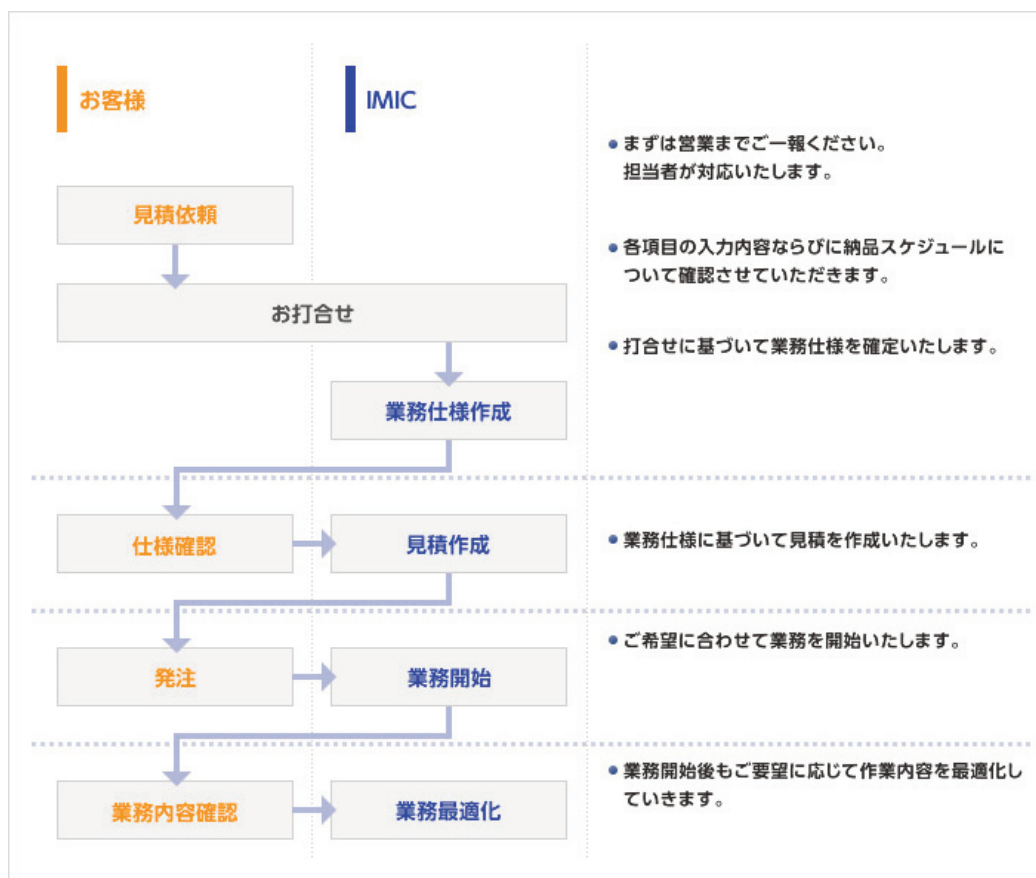 お客様
IMIC
見積依頼
お打合せ
業務仕様作成
仕様確認
見積作成
発注
業務開始
業務内容確認
業務最適化
まずは営業までご一報ください。
担当者が対応いたします。
各項目の入力内容ならびに納品スケジュールに
ついて確認させていただきます。
打合せに基づいて業務仕様を確定いたします。
業務仕様に基づいて見積を作成いたします。
ご希望に合わせて業務を開始いたします。
業務開始後もご要望に応じて作業内容を最適化し
ていきます。